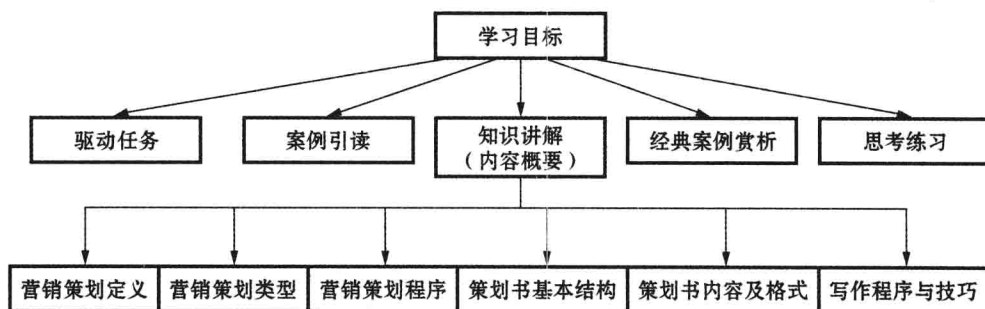 学习目标
驱动任务
案例引读
知识讲解
（内容概要）
经典案例赏析
思考练习
营销策划定义
营销策划类型
营销策划程序
策划书基本结构
策划书内容及格式
写作程序与技巧